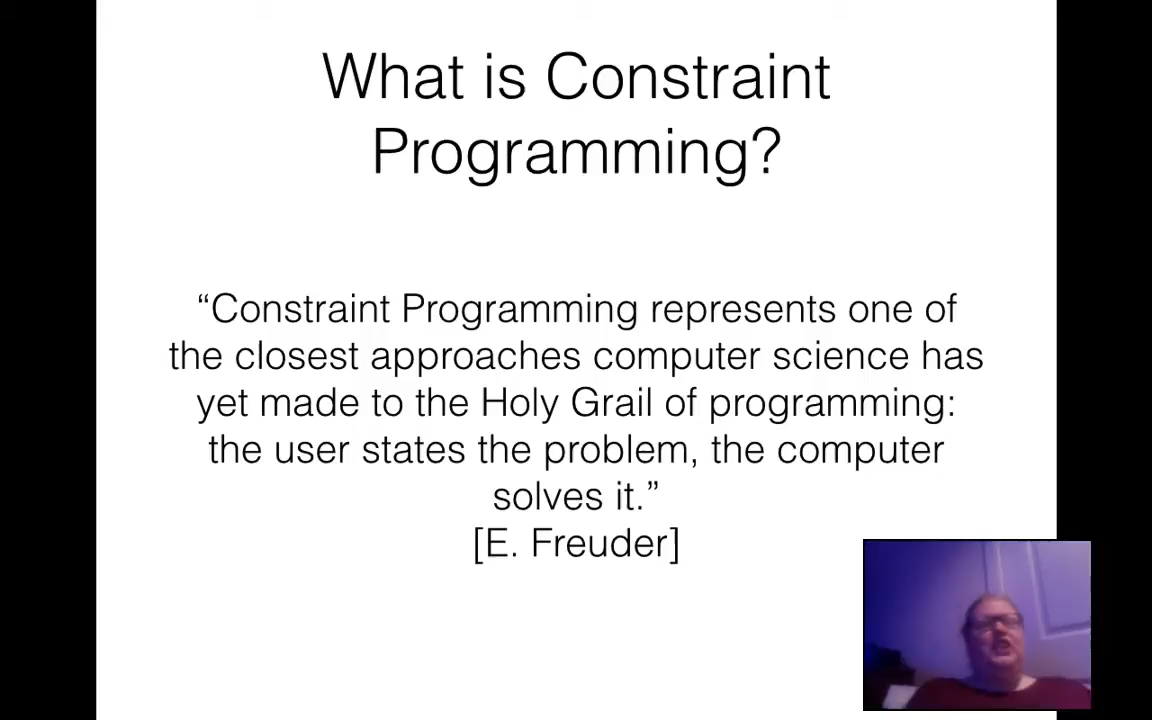 What is Constraint
Programming?
“Constraint Programming represents one of
the closest approaches computer science has
yet made to the Holy Grail of programming:
the user states the problem, the computer
solves it.”
[E. Freuder]